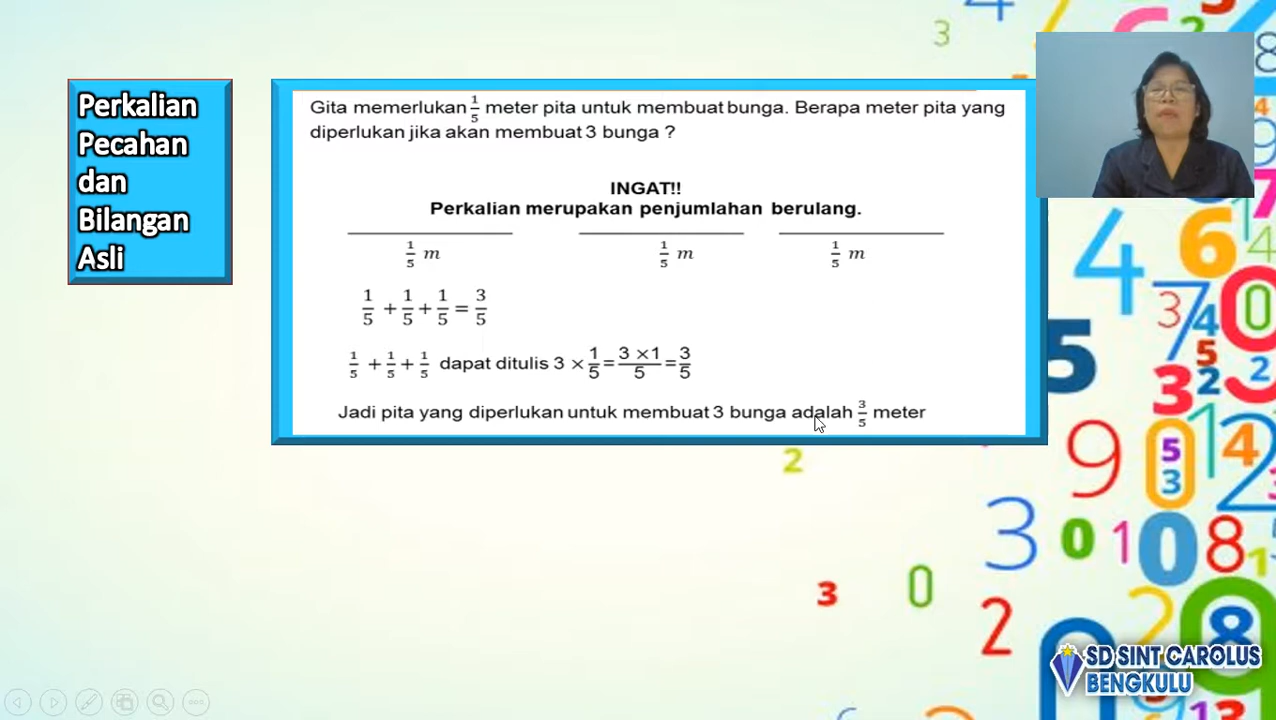 Perkalian
Pecahan
dan
Bilangan
Asli
Gita memerlukan 1/5 meter pita untuk membuat bunga. Berapa meter pita yang
diperlukan jika akan membuat 3 bunga ?
INGAT!!
Perkalian merupakan penjumlahan berulang.
1/5 m 1/5 m 1/5 m
1/5 + 1/5 + 1/5 = 3/5
1/5 + 1/5 + 1/5 dapat ditulis 3 × 1/5 = 3 ×1/5 = 3/5
Jadi pita yang diperlukan untuk membuat 3 bunga adalah 3/5 meter
SD SINT CAROLUS
BENGKULU